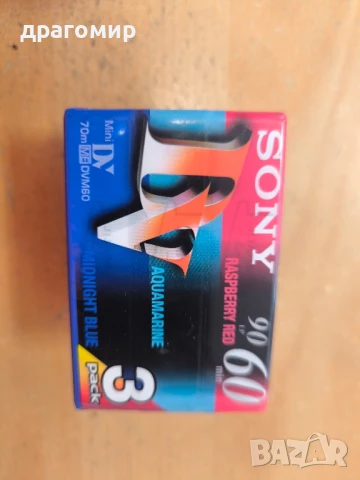 драгомир
SONY
DV
90 LP
60 min
RASPBERRY RED
AQUAMARINE
MIDNIGHT BLUE
3 pack
Mini DV
70m ME DVM60
BAZAR